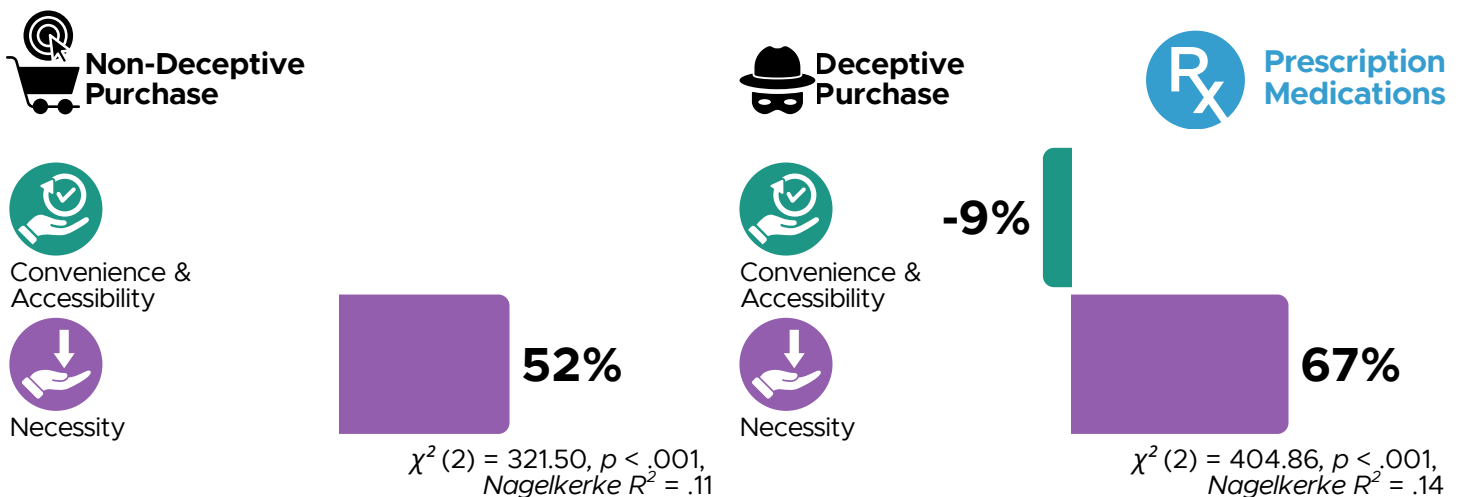 Non-Deceptive
Purchase
Deceptive
Purchase
Rx
Prescription
Medications
Convenience &
Accessibility
Necessity
52%
χ² (2) = 321.50, p < .001,
Nagelkerke R² = .11
-9%
Convenience &
Accessibility
Necessity
67%
χ² (2) = 404.86, p < .001,
Nagelkerke R² = .14